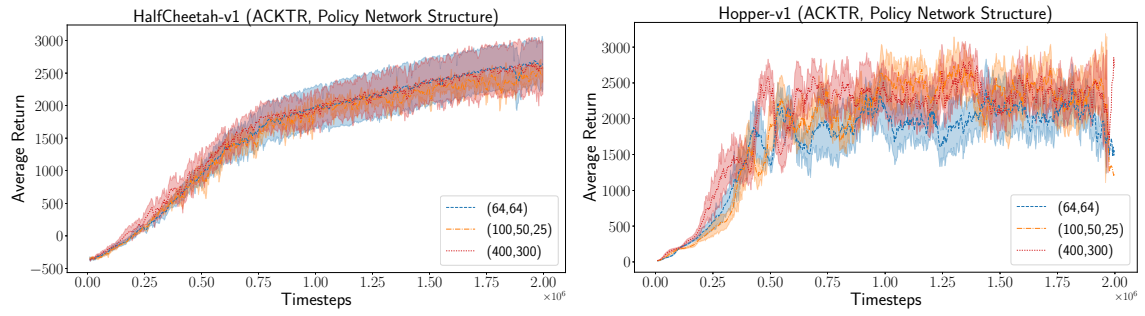 HalfCheetah-v1 (ACKTR, Policy Network Structure)
Average Return
3000
2500
2000
1500
1000
500
0
−500
0.00 0.25 0.50 0.75 1.00 1.25 1.50 1.75 2.00
×10⁶
Timesteps
(64,64)
(100,50,25)
(400,300)
Hopper-v1 (ACKTR, Policy Network Structure)
Average Return
3000
2500
2000
1500
1000
500
0
0.00 0.25 0.50 0.75 1.00 1.25 1.50 1.75 2.00
×10⁶
Timesteps
(64,64)
(100,50,25)
(400,300)